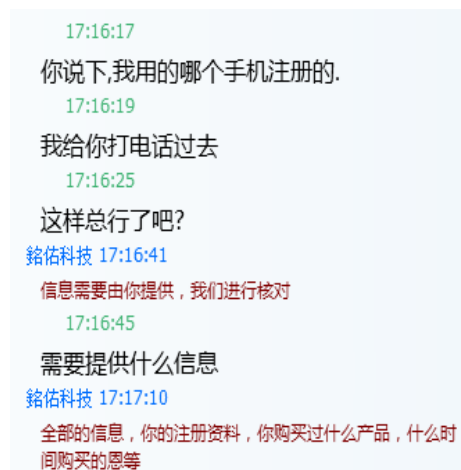 17:16:17
你说下,我用的哪个手机注册的.
17:16:19
我给你打电话过去
17:16:25
这样总行了吧?
銘佑科技 17:16:41
信息需要由你提供，我们进行核对
17:16:45
需要提供什么信息
銘佑科技 17:17:10
全部的信息，你的注册资料，你购买过什么产品，什么时
间购买的恩等